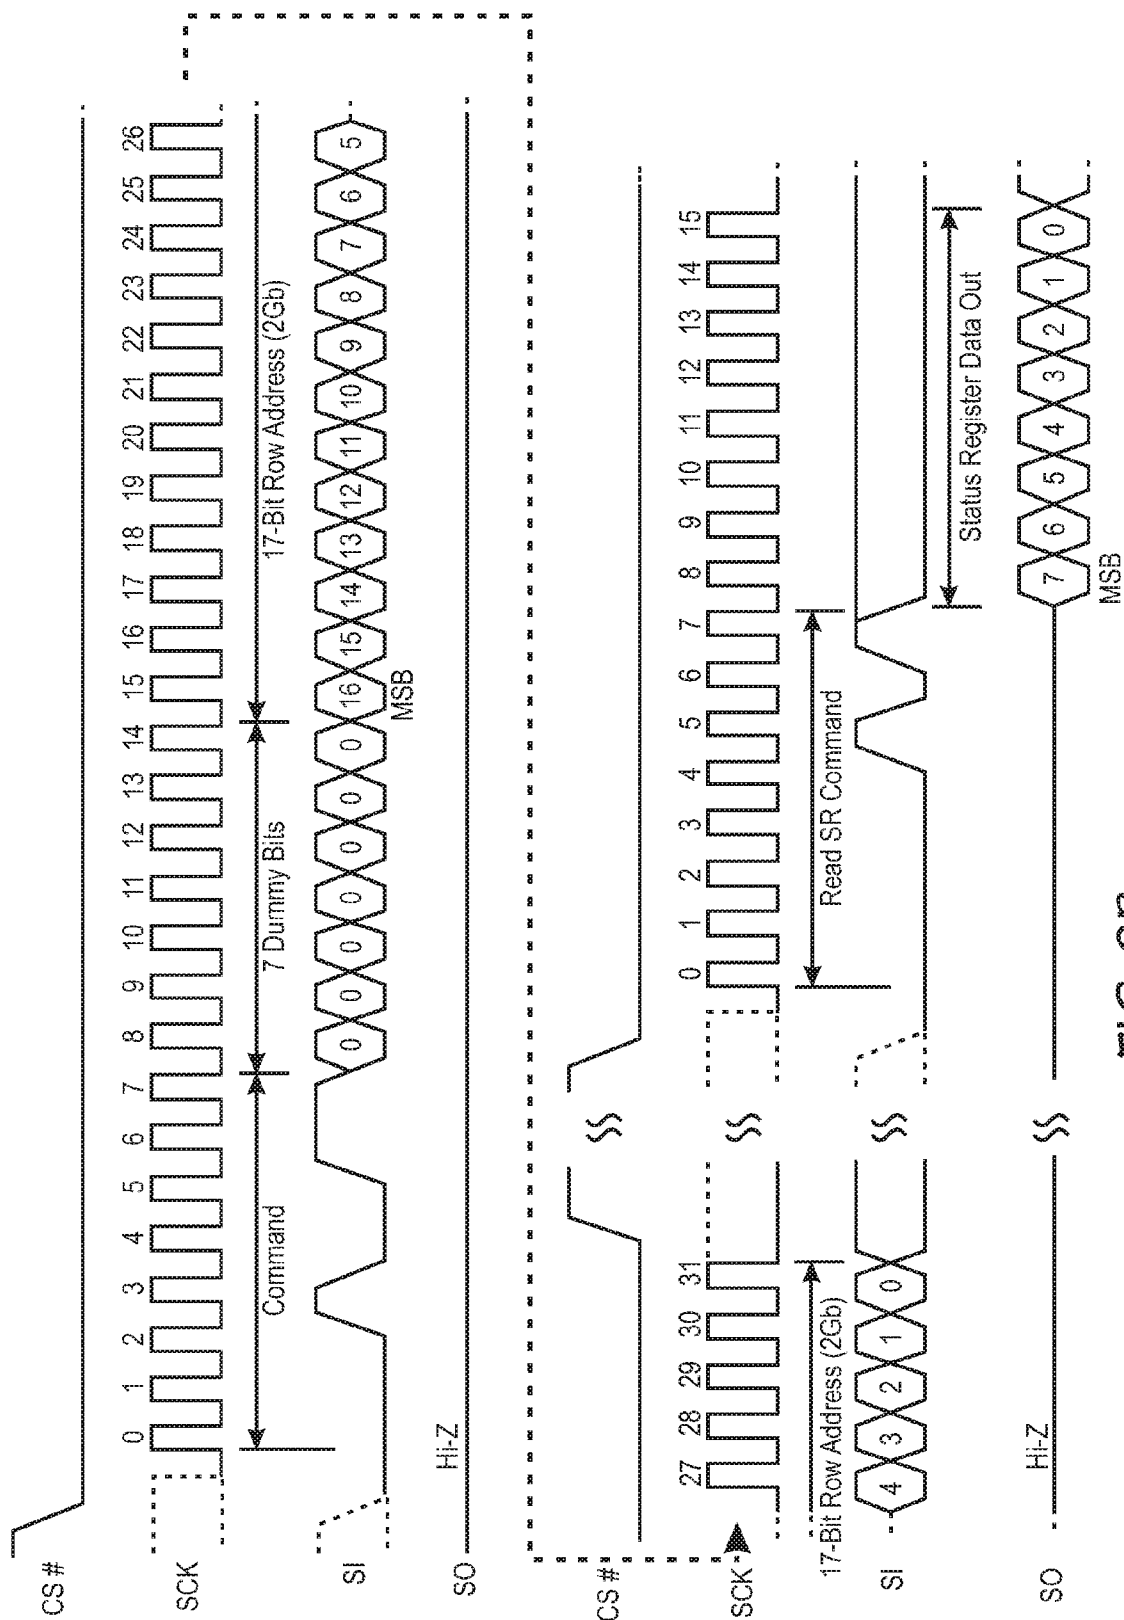 CS #
SCK
0 1 2 3 4 5 6 7 8 9 10 11 12 13 14 15 16 17 18 19 20 21 22 23 24 25 26
Command
7 Dummy Bits
17-Bit Row Address (2Gb)
SI
0 0 0 0 0 0 0 16 15 14 13 12 11 10 9 8 7 6 5
MSB
Hi-Z
SO
CS #
SCK
27 28 29 30 31
0 1 2 3 4 5 6 7 8 9 10 11 12 13 14 15
17-Bit Row Address (2Gb)
Read SR Command
SI
4 3 2 1 0
Status Register Data Out
Hi-Z
SO
7 6 5 4 3 2 1 0
MSB